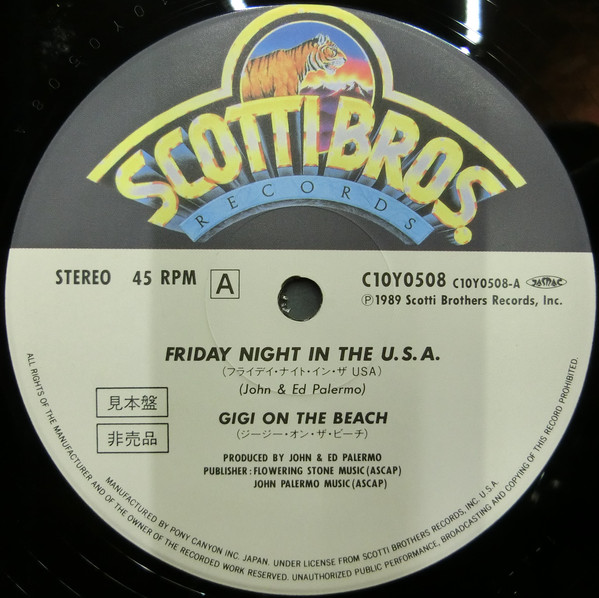 SCOTTI BROS.
RECORDS
STEREO 45 RPM A
C10Y0508 C10Y0508-A JASRAC
Ⓟ1989 Scotti Brothers Records, Inc.
FRIDAY NIGHT IN THE U.S.A.
(フライデイ・ナイト・イン・ザ USA)
(John & Ed Palermo)
見本盤
非売品
GIGI ON THE BEACH
(ジージー・オン・ザ・ビーチ)
PRODUCED BY JOHN & ED PALERMO
PUBLISHER: FLOWERING STONE MUSIC (ASCAP)
JOHN PALERMO MUSIC (ASCAP)
ALL RIGHTS OF THE MANUFACTURER AND OF THE OWNER OF THE RECORDED WORK RESERVED. UNAUTHORIZED PUBLIC PERFORMANCE, BROADCASTING AND COPYING OF THIS RECORD PROHIBITED.
MANUFACTURED BY PONY CANYON INC. JAPAN. UNDER LICENSE FROM SCOTTI BROTHERS RECORDS, INC. U.S.A.